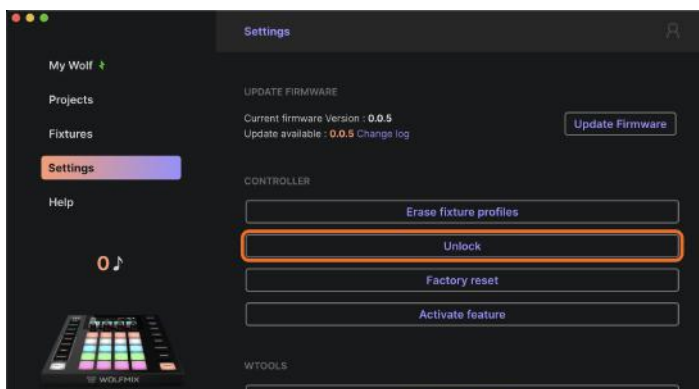 Settings
My Wolf
Projects
Fixtures
Settings
Help
0
WOLFMIX
UPDATE FIRMWARE
Current firmware Version : 0.0.5
Update available : 0.0.5 Change log
Update Firmware
CONTROLLER
Erase fixture profiles
Unlock
Factory reset
Activate feature
WTOOLS